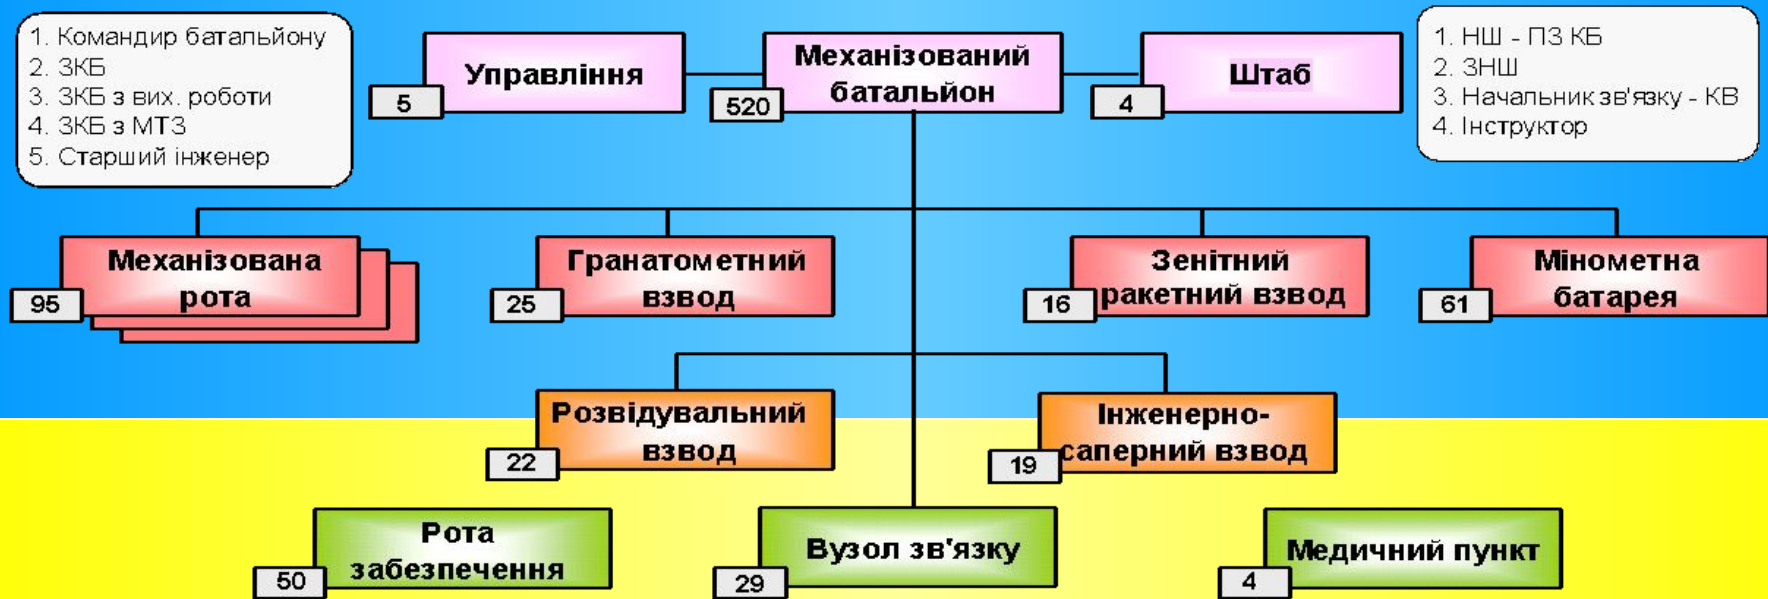 1. Командир батальйону
2. ЗКБ
3. ЗКБ з вих. роботи
4. ЗКБ з МТЗ
5. Старший інженер
Управління
5
Механізований
батальйон
520
Штаб
4
1. НШ - ПЗ КБ
2. ЗНШ
3. Начальник зв'язку - КВ
4. Інструктор
Механізована
рота
95
Гранатометний
взвод
25
Зенітний
ракетний взвод
16
Мінометна
батарея
61
Розвідувальний
взвод
22
Інженерно-
саперний взвод
19
Рота
забезпечення
50
Вузол зв'язку
29
Медичний пункт
4